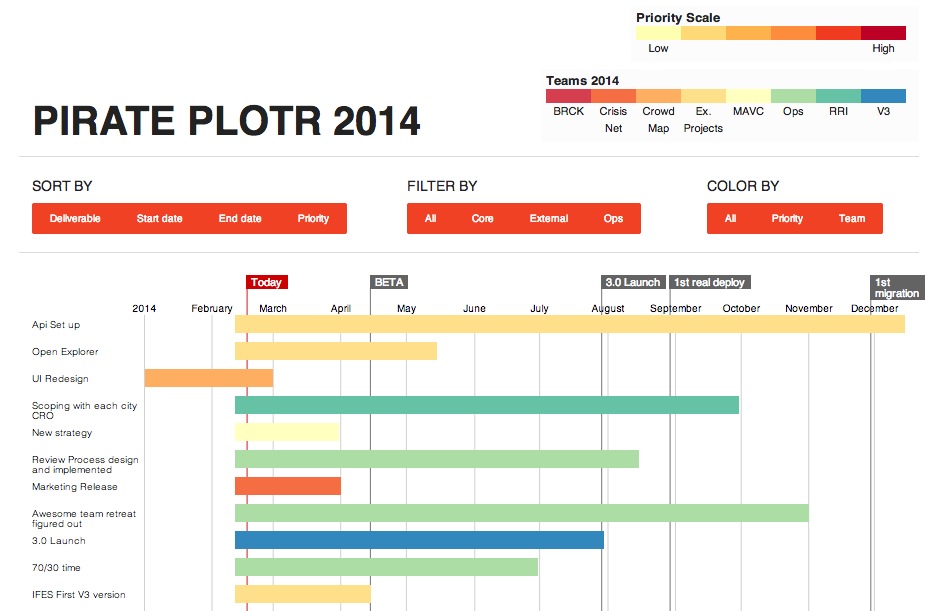 Priority Scale
Low High
Teams 2014
BRCK Crisis Net Crowd Map Ex. Projects MAVC Ops RRI V3
PIRATE PLOTR 2014
SORT BY FILTER BY COLOR BY
Deliverable Start date End date Priority All Core External Ops All Priority Team
Today BETA 3.0 Launch 1st real deploy 1st migration
2014 February March April May June July August September October November December
Api Set up
Open Explorer
UI Redesign
Scoping with each city
CRO
New strategy
Review Process design
and implemented
Marketing Release
Awesome team retreat
figured out
3.0 Launch
70/30 time
IFES First V3 version